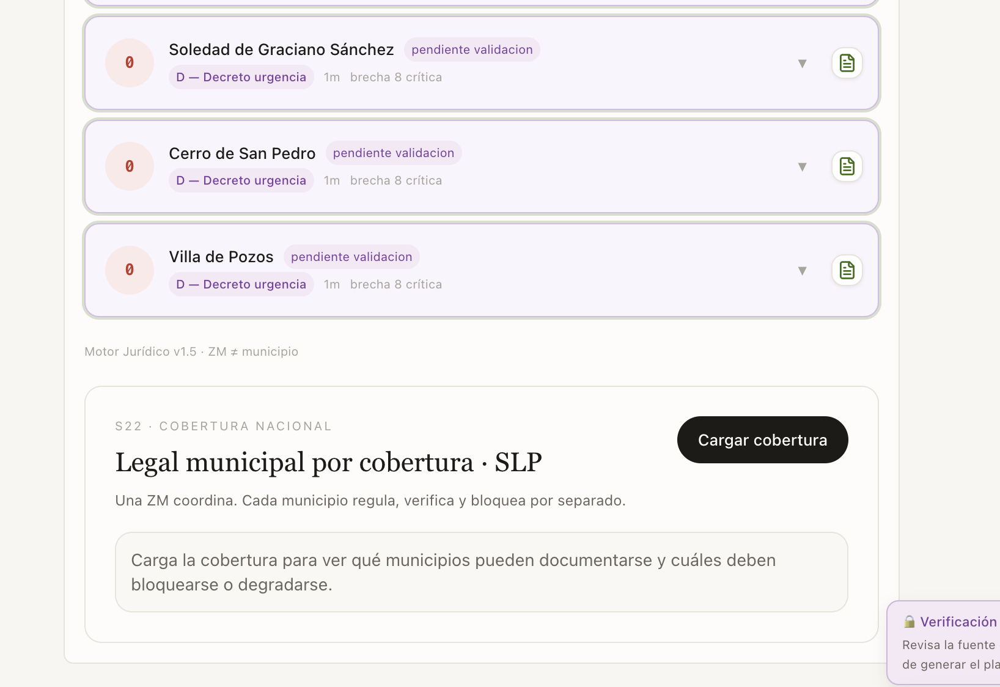 0
Soledad de Graciano Sánchez pendiente validacion
D — Decreto urgencia 1m brecha 8 crítica
▼
0
Cerro de San Pedro pendiente validacion
D — Decreto urgencia 1m brecha 8 crítica
▼
0
Villa de Pozos pendiente validacion
D — Decreto urgencia 1m brecha 8 crítica
▼
Motor Jurídico v1.5 · ZM ≠ municipio
S22 · COBERTURA NACIONAL
Cargar cobertura
Legal municipal por cobertura · SLP
Una ZM coordina. Cada municipio regula, verifica y bloquea por separado.
Carga la cobertura para ver qué municipios pueden documentarse y cuáles deben
bloquearse o degradarse.
🔒 Verificación
Revisa la fuente
de generar el pla